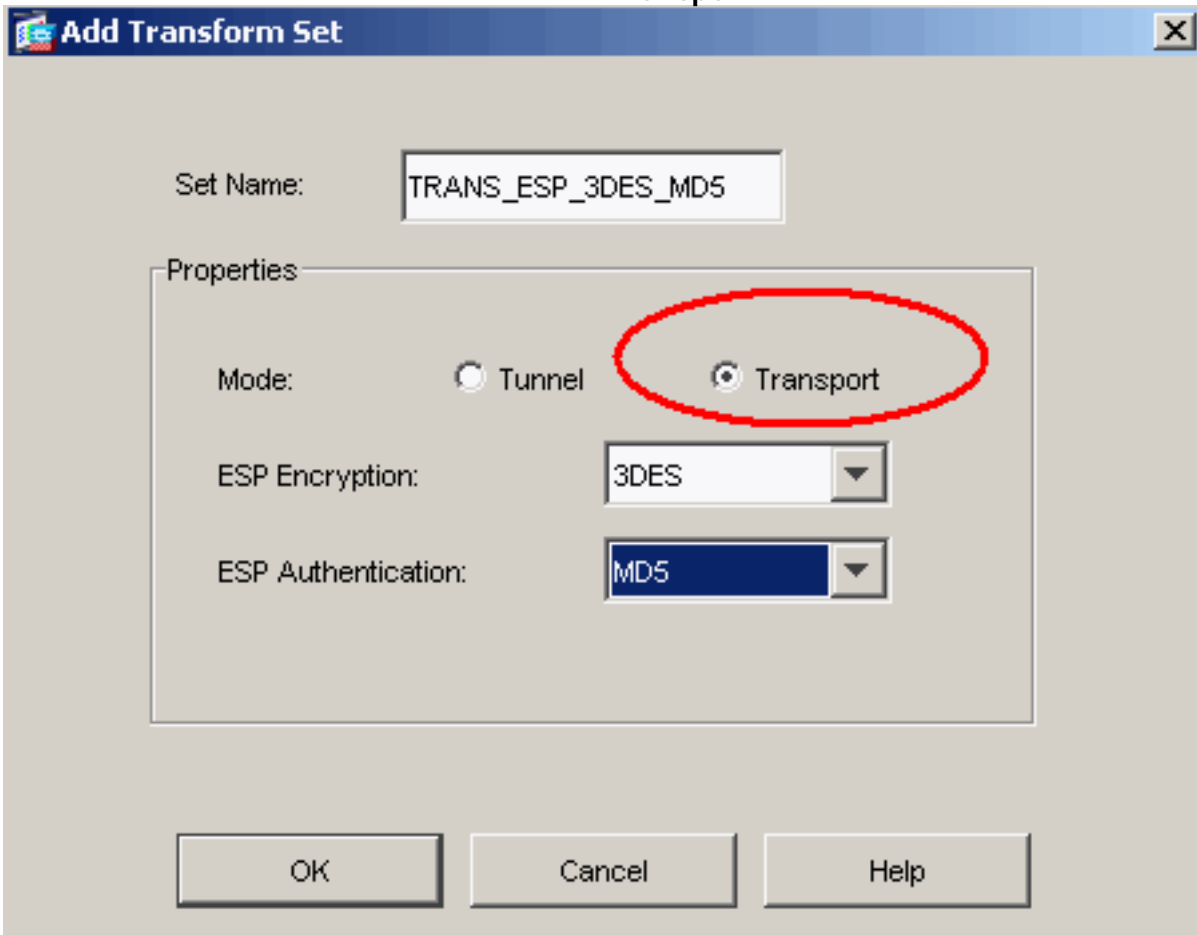 Add Transform Set
Set Name: TRANS_ESP_3DES_MD5
Properties
Mode: Tunnel Transport
ESP Encryption: 3DES
ESP Authentication: MD5
OK Cancel Help